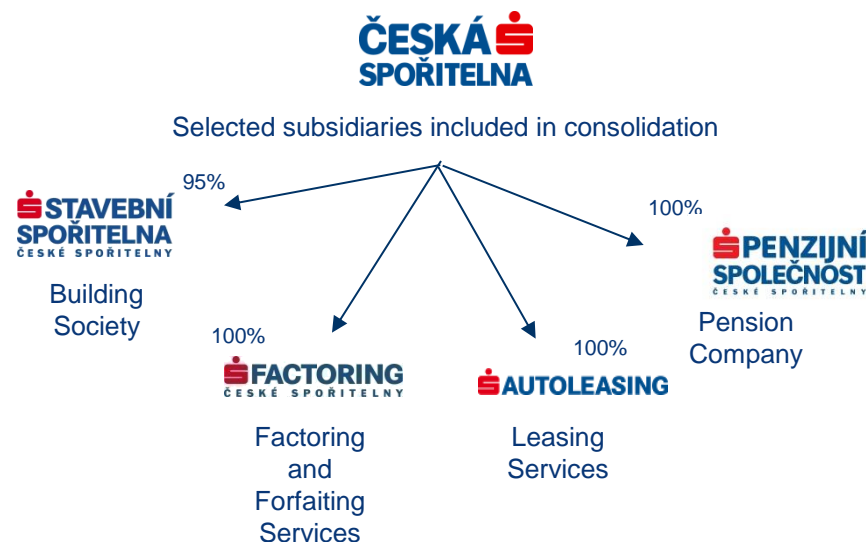 ČESKÁ
SPOŘITELNA
Selected subsidiaries included in consolidation
95%
STAVEBNÍ
SPOŘITELNA
ČESKÉ SPOŘITELNY
Building
Society
100%
FACTORING
ČESKÉ SPOŘITELNY
Factoring
and
Forfaiting
Services
100%
AUTOLEASING
Leasing
Services
100%
PENZIJNÍ
SPOLEČNOST
ČESKÉ SPOŘITELNY
Pension
Company